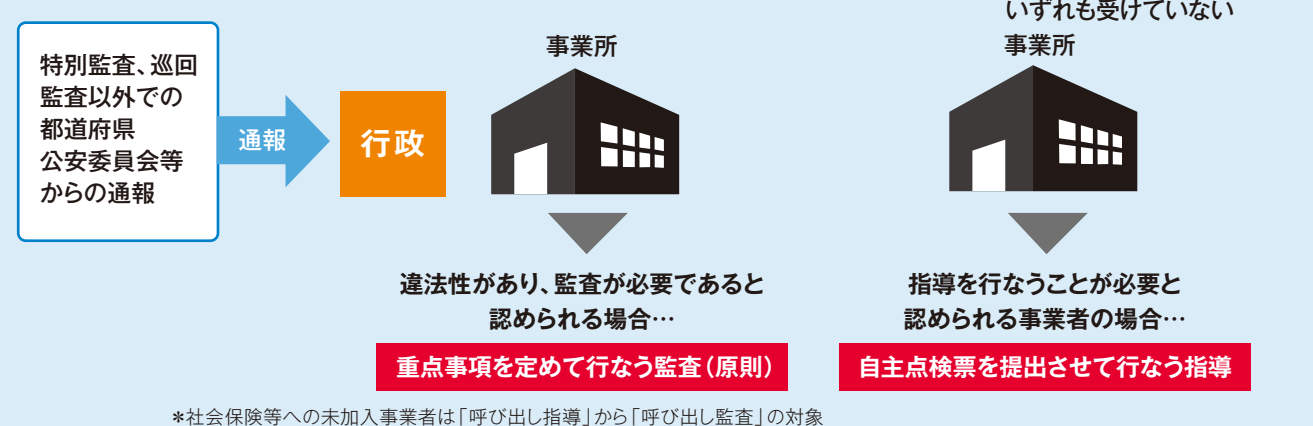 特別監査、巡回
監査以外での
都道府県
公安委員会等
からの通報
通報
行政
事業所
違法性があり、監査が必要であると
認められる場合…
重点事項を定めて行なう監査（原則）
いずれも受けていない
事業所
指導を行なうことが必要と
認められる事業者の場合…
自主点検票を提出させて行なう指導
*社会保険等への未加入事業者は「呼び出し指導」から「呼び出し監査」の対象